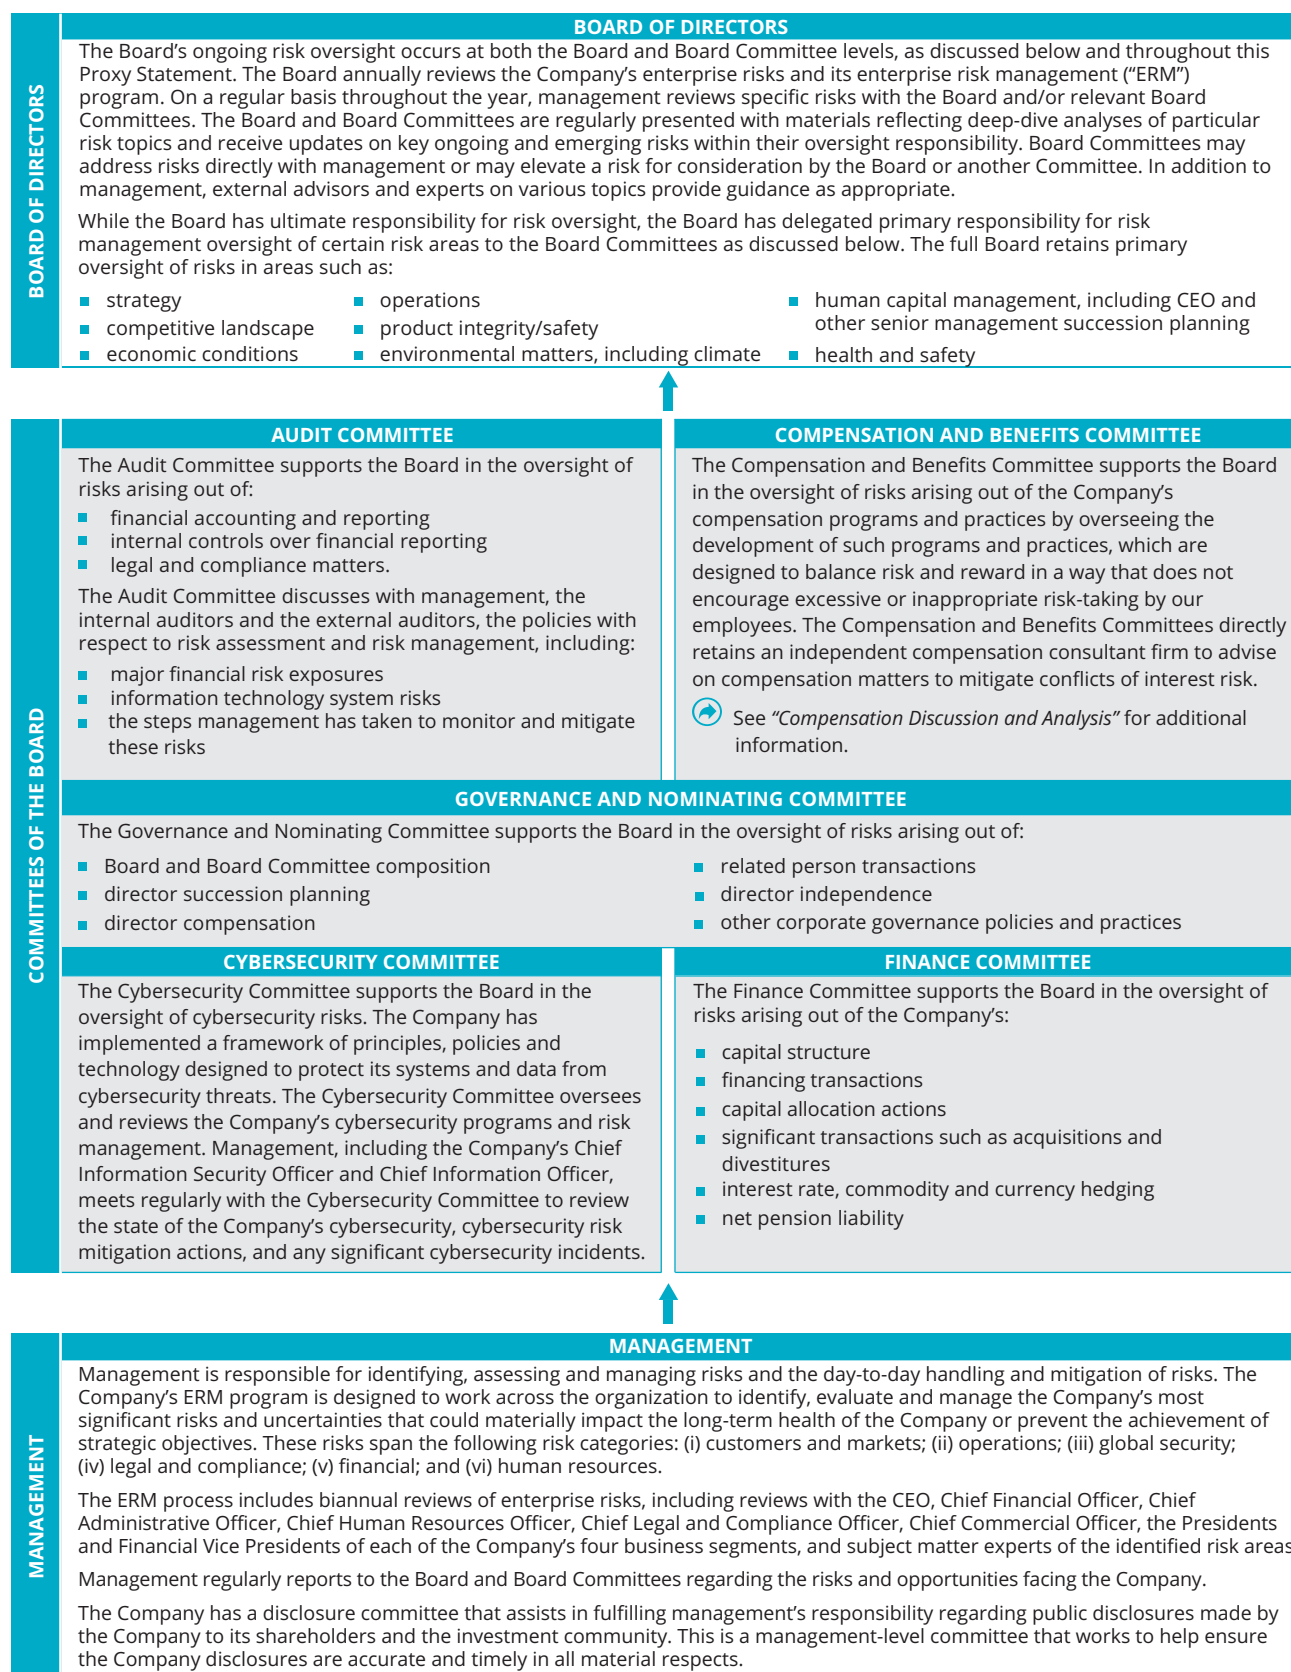 BOARD OF DIRECTORS
BOARD OF DIRECTORS
The Board’s ongoing risk oversight occurs at both the Board and Board Committee levels, as discussed below and throughout this
Proxy Statement. The Board annually reviews the Company’s enterprise risks and its enterprise risk management (“ERM”)
program. On a regular basis throughout the year, management reviews specific risks with the Board and/or relevant Board
Committees. The Board and Board Committees are regularly presented with materials reflecting deep-dive analyses of particular
risk topics and receive updates on key ongoing and emerging risks within their oversight responsibility. Board Committees may
address risks directly with management or may elevate a risk for consideration by the Board or another Committee. In addition to
management, external advisors and experts on various topics provide guidance as appropriate.
While the Board has ultimate responsibility for risk oversight, the Board has delegated primary responsibility for risk
management oversight of certain risk areas to the Board Committees as discussed below. The full Board retains primary
oversight of risks in areas such as:
strategy
competitive landscape
economic conditions
operations
product integrity/safety
environmental matters, including climate
human capital management, including CEO and
other senior management succession planning
health and safety
COMMITTEES OF THE BOARD
AUDIT COMMITTEE
The Audit Committee supports the Board in the oversight of
risks arising out of:
financial accounting and reporting
internal controls over financial reporting
legal and compliance matters.
The Audit Committee discusses with management, the
internal auditors and the external auditors, the policies with
respect to risk assessment and risk management, including:
major financial risk exposures
information technology system risks
the steps management has taken to monitor and mitigate
these risks
COMPENSATION AND BENEFITS COMMITTEE
The Compensation and Benefits Committee supports the Board
in the oversight of risks arising out of the Company’s
compensation programs and practices by overseeing the
development of such programs and practices, which are
designed to balance risk and reward in a way that does not
encourage excessive or inappropriate risk-taking by our
employees. The Compensation and Benefits Committees directly
retains an independent compensation consultant firm to advise
on compensation matters to mitigate conflicts of interest risk.
See “Compensation Discussion and Analysis” for additional
information.
GOVERNANCE AND NOMINATING COMMITTEE
The Governance and Nominating Committee supports the Board in the oversight of risks arising out of:
Board and Board Committee composition
director succession planning
director compensation
related person transactions
director independence
other corporate governance policies and practices
CYBERSECURITY COMMITTEE
The Cybersecurity Committee supports the Board in the
oversight of cybersecurity risks. The Company has
implemented a framework of principles, policies and
technology designed to protect its systems and data from
cybersecurity threats. The Cybersecurity Committee oversees
and reviews the Company’s cybersecurity programs and risk
management. Management, including the Company’s Chief
Information Security Officer and Chief Information Officer,
meets regularly with the Cybersecurity Committee to review
the state of the Company’s cybersecurity, cybersecurity risk
mitigation actions, and any significant cybersecurity incidents.
FINANCE COMMITTEE
The Finance Committee supports the Board in the oversight of
risks arising out of the Company’s:
capital structure
financing transactions
capital allocation actions
significant transactions such as acquisitions and
divestitures
interest rate, commodity and currency hedging
net pension liability
MANAGEMENT
MANAGEMENT
Management is responsible for identifying, assessing and managing risks and the day-to-day handling and mitigation of risks. The
Company’s ERM program is designed to work across the organization to identify, evaluate and manage the Company’s most
significant risks and uncertainties that could materially impact the long-term health of the Company or prevent the achievement of
strategic objectives. These risks span the following risk categories: (i) customers and markets; (ii) operations; (iii) global security;
(iv) legal and compliance; (v) financial; and (vi) human resources.
The ERM process includes biannual reviews of enterprise risks, including reviews with the CEO, Chief Financial Officer, Chief
Administrative Officer, Chief Human Resources Officer, Chief Legal and Compliance Officer, Chief Commercial Officer, the Presidents
and Financial Vice Presidents of each of the Company’s four business segments, and subject matter experts of the identified risk areas
Management regularly reports to the Board and Board Committees regarding the risks and opportunities facing the Company.
The Company has a disclosure committee that assists in fulfilling management’s responsibility regarding public disclosures made by
the Company to its shareholders and the investment community. This is a management-level committee that works to help ensure
the Company disclosures are accurate and timely in all material respects.